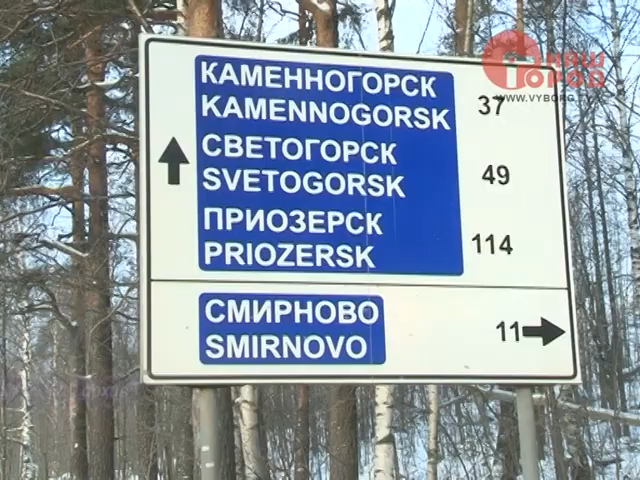 НАШ
ГОРОД
WWW.VYBORG.TV
КАМЕННОГОРСК
KAMENNOGORSK 37
СВЕТОГОРСК
SVETOGORSK 49
ПРИОЗЕРСК
PRIOZERSK 114
СМИРНОВО
SMIRNOVO 11